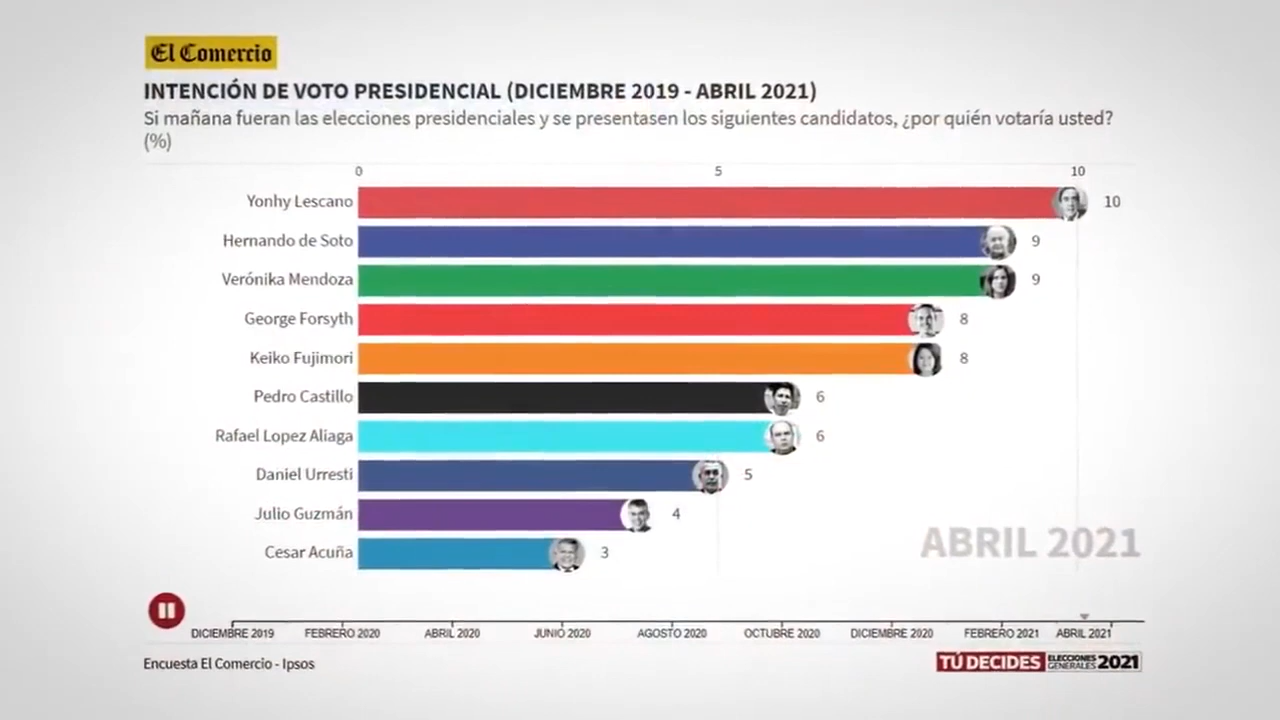 El Comercio
INTENCIÓN DE VOTO PRESIDENCIAL (DICIEMBRE 2019 - ABRIL 2021)
Si mañana fueran las elecciones presidenciales y se presentasen los siguientes candidatos, ¿por quién votaría usted?
(%)
0 5 10
Yonhy Lescano 10
Hernando de Soto 9
Verónika Mendoza 9
George Forsyth 8
Keiko Fujimori 8
Pedro Castillo 6
Rafael Lopez Aliaga 6
Daniel Urresti 5
Julio Guzmán 4
Cesar Acuña 3
ABRIL 2021
DICIEMBRE 2019 FEBRERO 2020 ABRIL 2020 JUNIO 2020 AGOSTO 2020 OCTUBRE 2020 DICIEMBRE 2020 FEBRERO 2021 ABRIL 2021
Encuesta El Comercio - Ipsos
TÚ DECIDES ELECCIONES GENERALES 2021